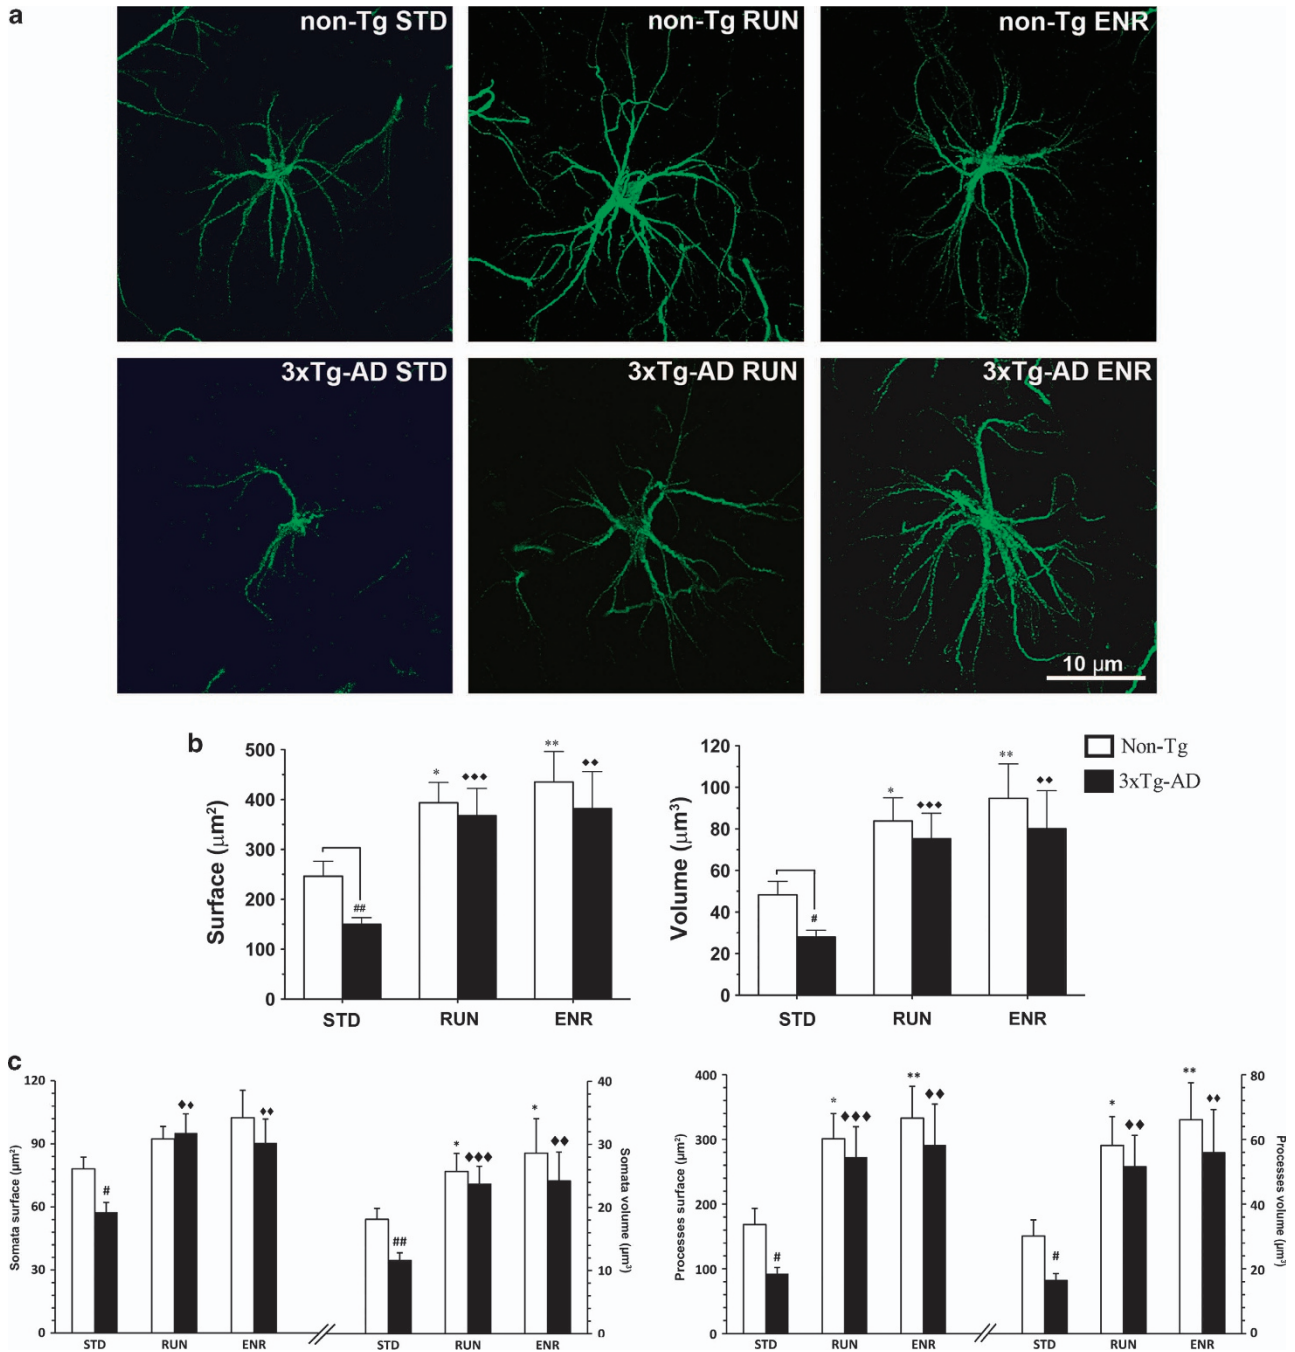 a
non-Tg STD
non-Tg RUN
non-Tg ENR
3xTg-AD STD
3xTg-AD RUN
3xTg-AD ENR
10 µm
b
Surface (µm²)
500
400
300
200
100
0
##
*
♦♦♦
**
♦♦
STD
RUN
ENR
Volume (µm³)
120
100
80
60
40
20
0
#
*
♦♦♦
**
♦♦
STD
RUN
ENR
Non-Tg
3xTg-AD
c
Somata surface (µm²)
120
90
60
30
0
#
♦♦
♦♦
##
*
♦♦♦
*
♦♦
STD
RUN
ENR
STD
RUN
ENR
40
30
20
10
0
Somata volume (µm³)
Processes surface (µm²)
400
300
200
100
0
#
*
♦♦♦
**
♦♦
#
*
♦♦
**
♦♦
STD
RUN
ENR
STD
RUN
ENR
80
60
40
20
0
Processes volume (µm³)